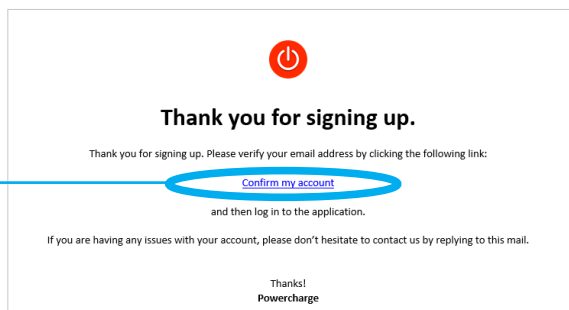 Thank you for signing up.
Thank you for signing up. Please verify your email address by clicking the following link:
Confirm my account
and then log in to the application.
If you are having any issues with your account, please don’t hesitate to contact us by replying to this mail.
Thanks!
Powercharge